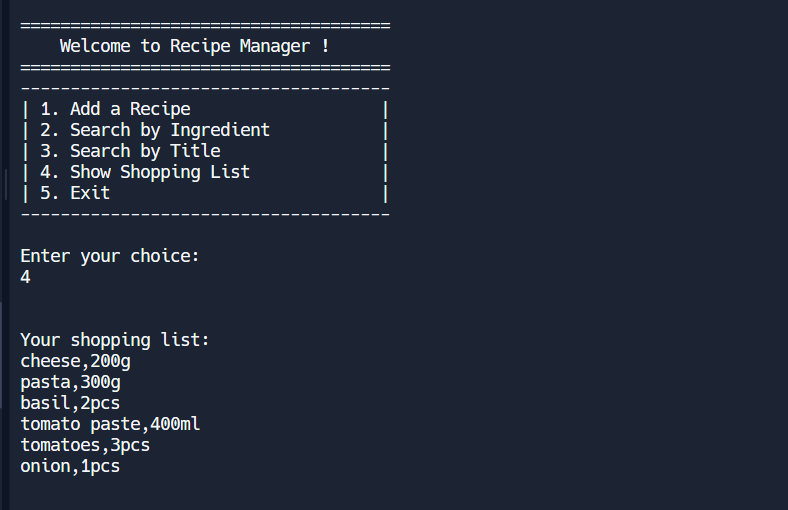 =====================================
Welcome to Recipe Manager !
=====================================
-------------------------------------
| 1. Add a Recipe                   |
| 2. Search by Ingredient           |
| 3. Search by Title                |
| 4. Show Shopping List             |
| 5. Exit                           |
-------------------------------------
Enter your choice:
4
Your shopping list:
cheese,200g
pasta,300g
basil,2pcs
tomato paste,400ml
tomatoes,3pcs
onion,1pcs